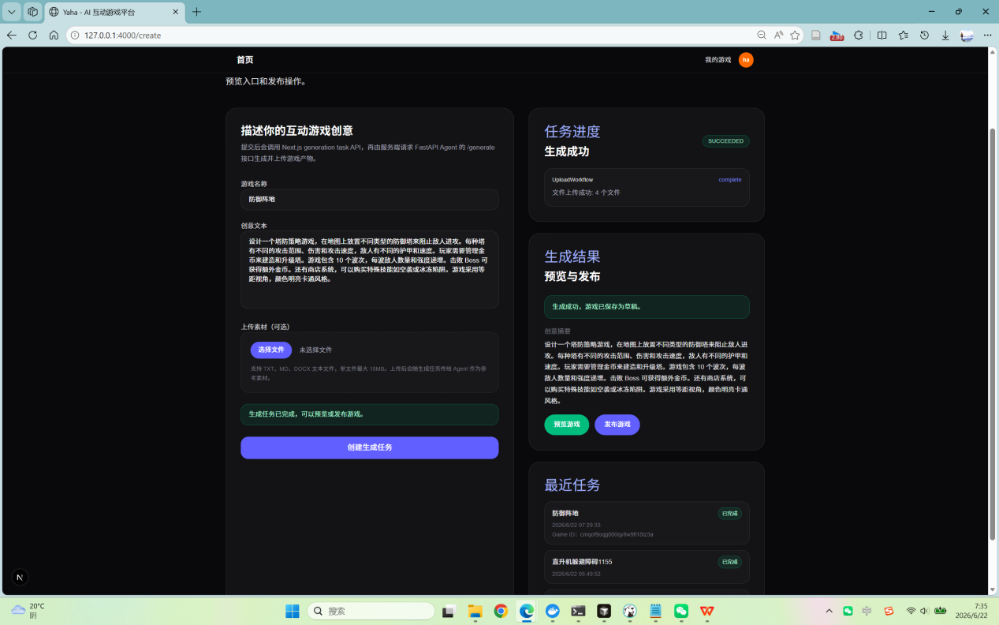 Yaha - AI 互动游戏平台
127.0.0.1:4000/create
2.80
首页
我的游戏
ha
预览入口和发布操作。
描述你的互动游戏创意
提交后会调用 Next.js generation task API，再由服务端请求 FastAPI Agent 的 /generate
接口生成并上传游戏产物。
游戏名称
防御阵地
创意文本
设计一个塔防策略游戏，在地图上放置不同类型的防御塔来阻止敌人进攻。每种塔
有不同的攻击范围、伤害和攻击速度，敌人有不同的护甲和速度。玩家需要管理金
币来建造和升级塔。游戏包含 10 个波次，每波敌人数量和强度递增。击败 Boss 可
获得额外金币。还有商店系统，可以购买特殊技能如空袭或冰冻陷阱。游戏采用等
距视角，颜色明亮卡通风格。
上传素材（可选）
选择文件
未选择文件
支持 TXT、MD、DOCX 文本文件，单文件最大 10MB。上传后会随生成任务传给 Agent 作为参
考素材。
生成任务已完成，可以预览或发布游戏。
创建生成任务
任务进度
生成成功
SUCCEEDED
UploadWorkflow
complete
文件上传成功: 4 个文件
生成结果
预览与发布
生成成功，游戏已保存为草稿。
创意摘要
设计一个塔防策略游戏，在地图上放置不同类型的防御塔来阻止敌人进
攻。每种塔有不同的攻击范围、伤害和攻击速度，敌人有不同的护甲和
速度。玩家需要管理金币来建造和升级塔。游戏包含 10 个波次，每波
敌人数量和强度递增。击败 Boss 可获得额外金币。还有商店系统，可
以购买特殊技能如空袭或冰冻陷阱。游戏采用等距视角，颜色明亮卡通
风格。
预览游戏
发布游戏
最近任务
防御阵地
已完成
2026/6/22 07:29:33
Game ID:
直升机躲避障碍1155
已完成
2026/6/22 05:49:52
N
20°C
阴
搜索
中
7:35
2026/6/22